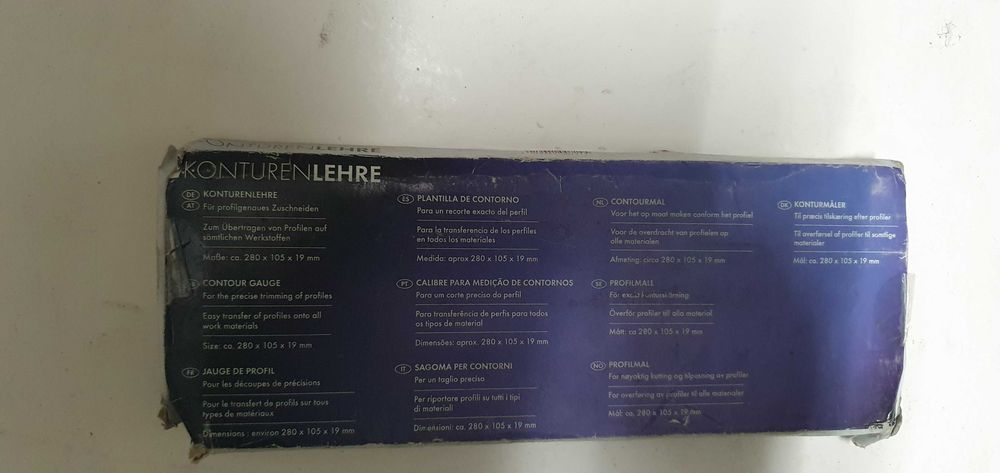 KONTURENLEHRE
KONTURENLEHRE
DE KONTURENLEHRE
AT Für profilgenaues Zuschneiden
Zum Übertragen von Profilen auf
sämtlichen Werkstoffen
Maße: ca. 280 x 105 x 19 mm
CONTOUR GAUGE
For the precise trimming of profiles
Easy transfer of profiles onto all
work materials
Size: ca. 280 x 105 x 19 mm
FR JAUGE DE PROFIL
Pour les découpes de précisions
Pour le transfert de profils sur tous
types de matériaux
Dimensions : environ 280 x 105 x 19 mm
ES PLANTILLA DE CONTORNO
Para un recorte exacto del perfil
Para la transferencia de los perfiles
en todos los materiales
Medida: aprox 280 x 105 x 19 mm
PT CALIBRE PARA MEDIÇÃO DE CONTORNOS
Para um corte preciso do perfil
Para transferência de perfis para todos
os tipos de material
Dimensões: aprox. 280 x 105 x 19 mm
IT SAGOMA PER CONTORNI
Per un taglio preciso
Per riportare profili su tutti i tipi
di materiali
Dimensioni: ca. 280 x 105 x 19 mm
NL CONTOURMAL
Voor het op maat maken conform het profiel
Voor de overdracht van profielen op
alle materialen
Afmeting: circa 280 x 105 x 19 mm
SE PROFILMALL
För exakt kontursskärning
Överför profiler till alla material
Mått: ca 280 x 105 x 19 mm
NO PROFILMAL
For nøyaktig kutting og tilpasning av profiler
For overføring av profiler til alle materialer
Mål: ca. 280 x 105 x 19 mm
DK KONTURMÅLER
Til præcis tilskæring efter profiler
Til overførsel af profiler til samtlige
materialer
Mål: ca. 280 x 105 x 19 mm